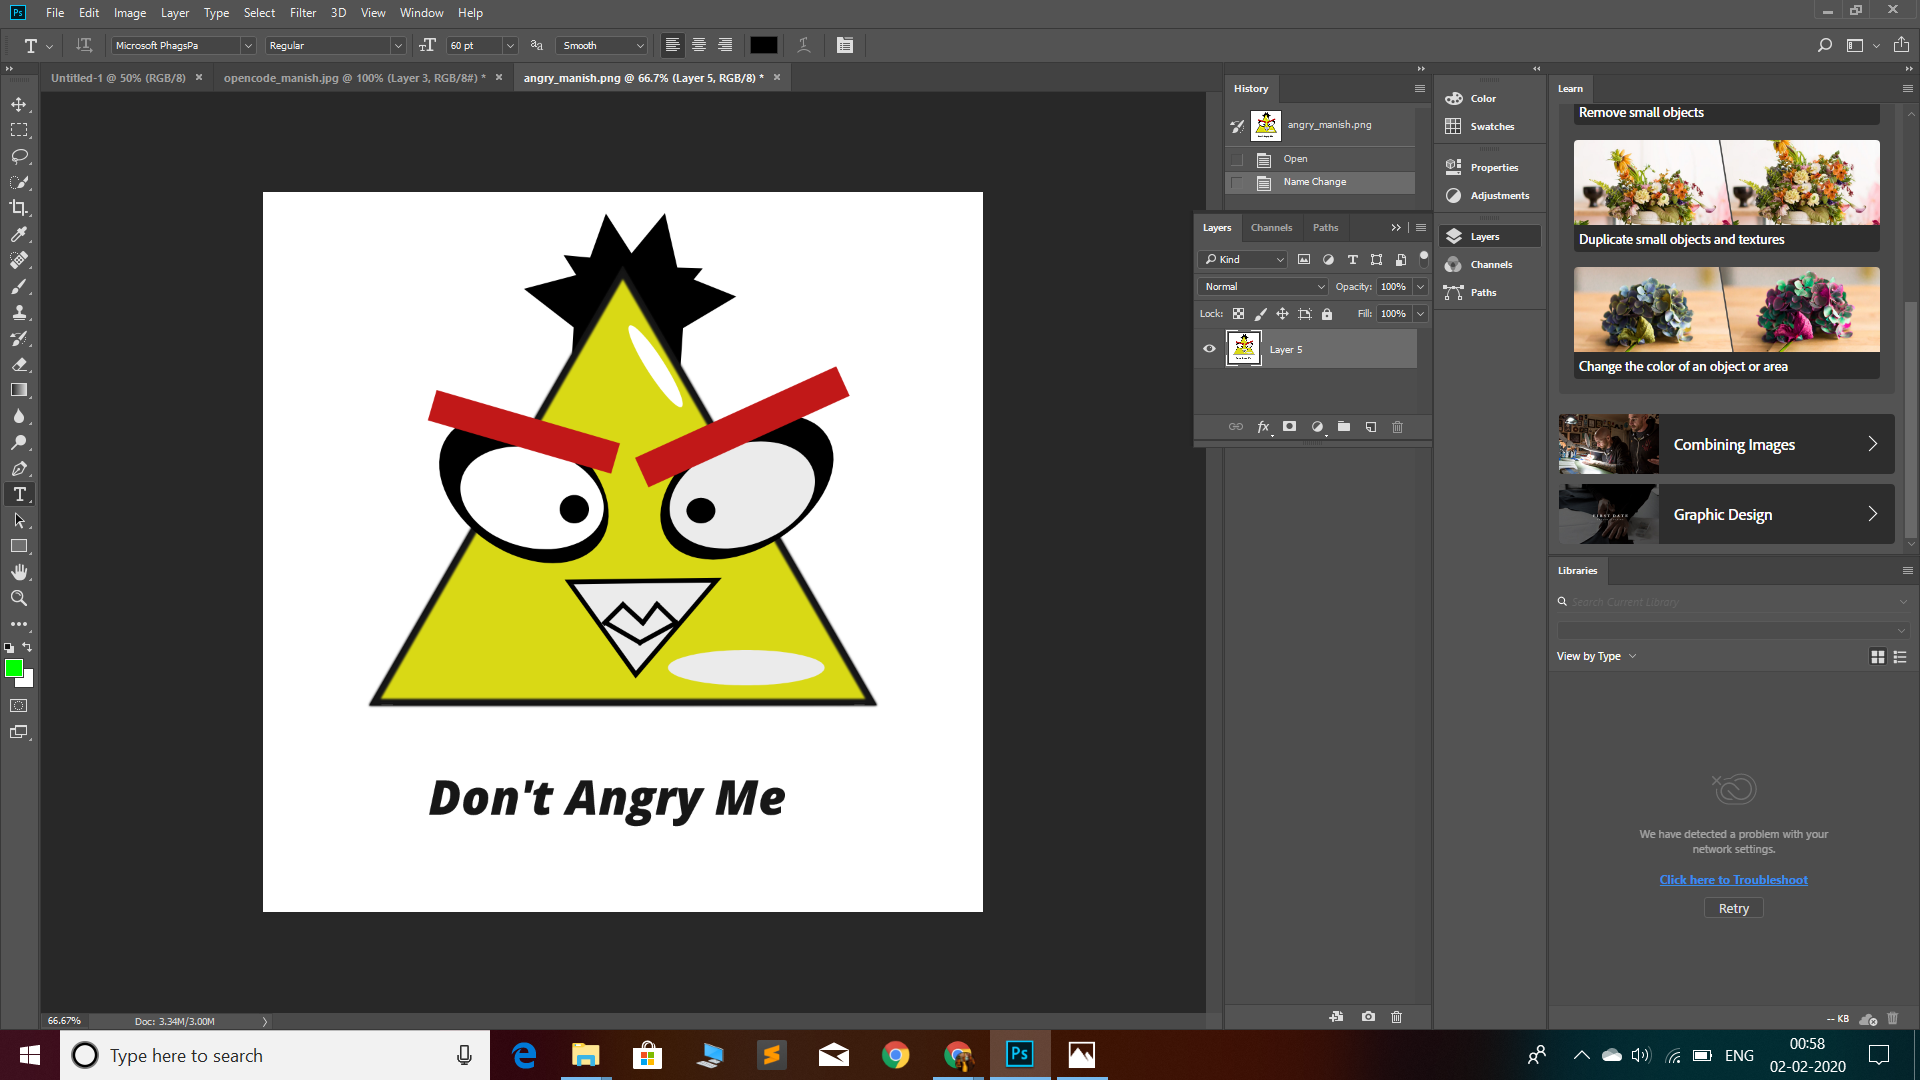 Ps File Edit Image Layer Type Select Filter 3D View Window Help
T Microsoft PhagsPa Regular 60 pt aa Smooth
Untitled-1 @ 50% (RGB/8) × opencode_manish.jpg @ 100% (Layer 3, RGB/8#) * × angry_manish.png @ 66.7% (Layer 5, RGB/8) * ×
History
angry_manish.png
Open
Name Change
Layers Channels Paths
Kind
Normal Opacity: 100%
Lock: Fill: 100%
Layer 5
fx
Color
Swatches
Properties
Adjustments
Layers
Channels
Paths
Learn
Remove small objects
Duplicate small objects and textures
Change the color of an object or area
Combining Images
FIRST DATE
Graphic Design
Libraries
Search Current Library
View by Type
We have detected a problem with your
network settings.
Click here to Troubleshoot
Retry
-- KB
Don't Angry Me
66.67% Doc: 3.34M/3.00M
Type here to search
Ps
ENG
00:58
02-02-2020